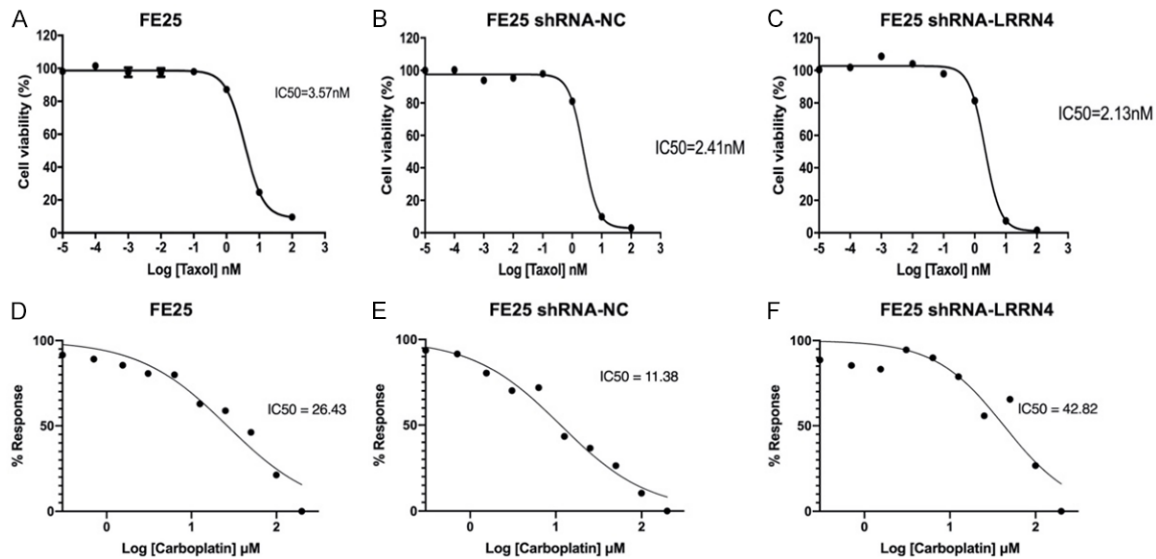 A
FE25
Cell viability (%)
120
100
80
60
40
20
0
IC50=3.57nM
-5 -4 -3 -2 -1 0 1 2 3
Log [Taxol] nM
B
FE25 shRNA-NC
Cell viability (%)
120
100
80
60
40
20
0
IC50=2.41nM
-5 -4 -3 -2 -1 0 1 2 3
Log [Taxol] nM
C
FE25 shRNA-LRRN4
Cell viability (%)
120
100
80
60
40
20
0
IC50=2.13nM
-5 -4 -3 -2 -1 0 1 2 3
Log [Taxol] nM
D
FE25
% Response
100
50
0
IC50 = 26.43
0 1 2
Log [Carboplatin] μM
E
FE25 shRNA-NC
% Response
100
50
0
IC50 = 11.38
0 1 2
Log [Carboplatin] μM
F
FE25 shRNA-LRRN4
% Response
100
50
0
IC50 = 42.82
0 1 2
Log [Carboplatin] μM